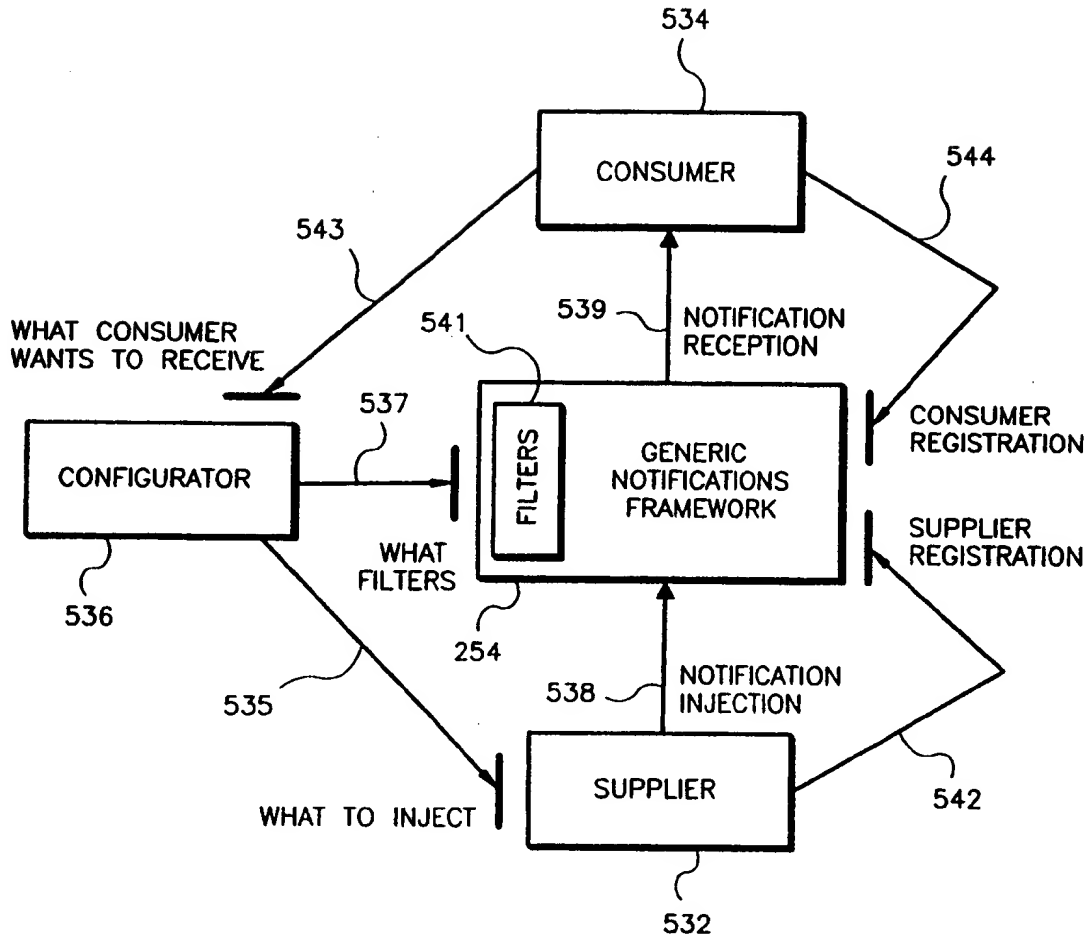 534
CONSUMER
544
543
WHAT CONSUMER
WANTS TO RECEIVE
541
539
NOTIFICATION
RECEPTION
537
CONFIGURATOR
FILTERS
GENERIC
NOTIFICATIONS
FRAMEWORK
CONSUMER
REGISTRATION
SUPPLIER
REGISTRATION
WHAT
FILTERS
536
254
535
538
NOTIFICATION
INJECTION
WHAT TO INJECT
SUPPLIER
542
532